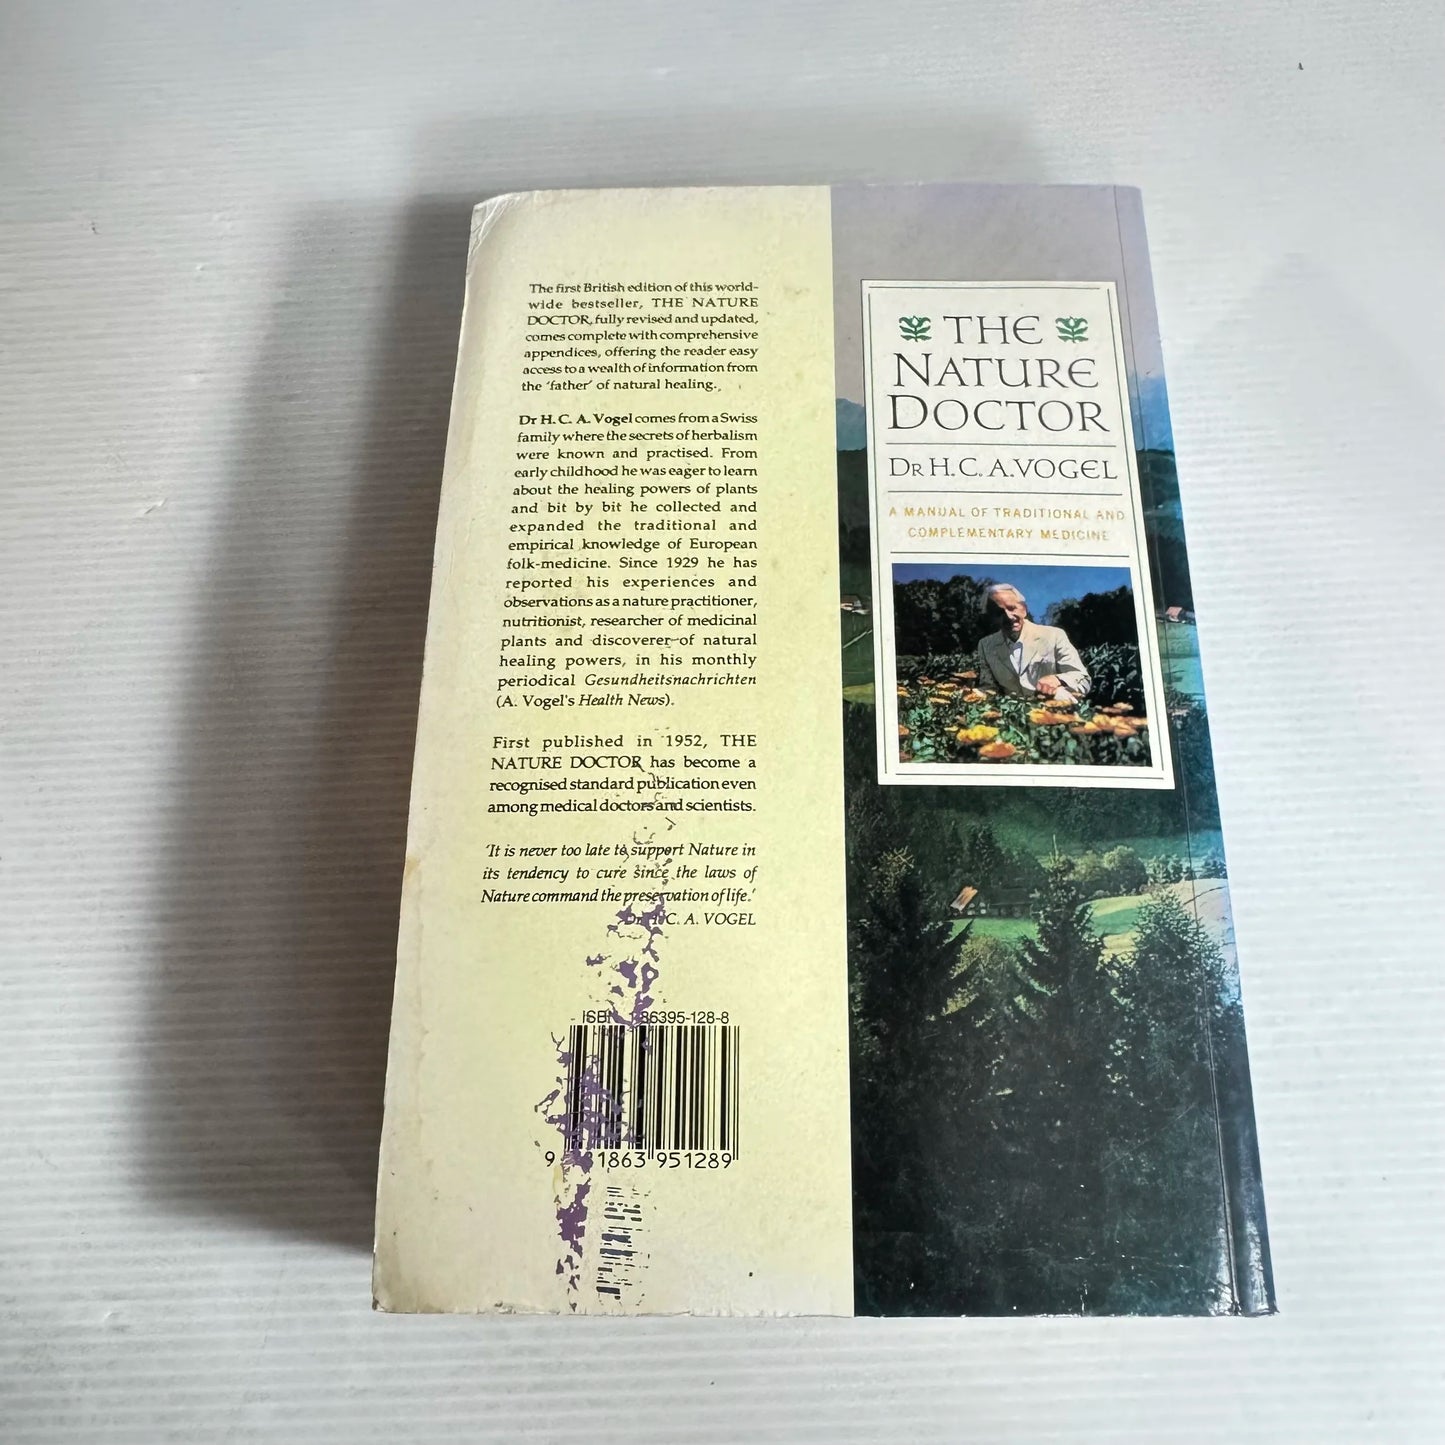 The first British edition of this world-
wide bestseller, THE NATURE
DOCTOR, fully revised and updated,
comes complete with comprehensive
appendices, offering the reader easy
access to a wealth of information from
the 'father' of natural healing.
Dr H. C. A. Vogel comes from a Swiss
family where the secrets of herbalism
were known and practised. From
early childhood he was eager to learn
about the healing powers of plants
and bit by bit he collected and
expanded the traditional and
empirical knowledge of European
folk-medicine. Since 1929 he has
reported his experiences and
observations as a nature practitioner,
nutritionist, researcher of medicinal
plants and discoverer of natural
healing powers, in his monthly
periodical Gesundheitsnachrichten
(A. Vogel's Health News).
First published in 1952, THE
NATURE DOCTOR has become a
recognised standard publication even
among medical doctors and scientists.
'It is never too late to support Nature in
its tendency to cure since the laws of
Nature command the preservation of life.'
Dr H. C. A. VOGEL
ISBN 1-86395-128-8
9 781863 951289
THE
NATURE
DOCTOR
DR H. C. A. VOGEL
A MANUAL OF TRADITIONAL AND
COMPLEMENTARY MEDICINE